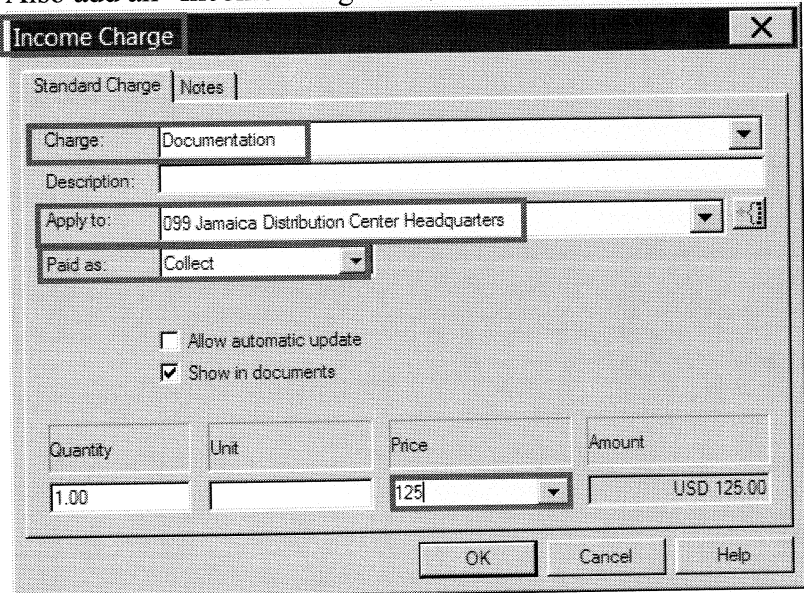 Income Charge
Standard Charge Notes
Charge: Documentation
Description:
Apply to: 099 Jamaica Distribution Center Headquarters
Paid as: Collect
Allow automatic update
Show in documents
Quantity Unit Price Amount
1.00 125 USD 125.00
OK Cancel Help